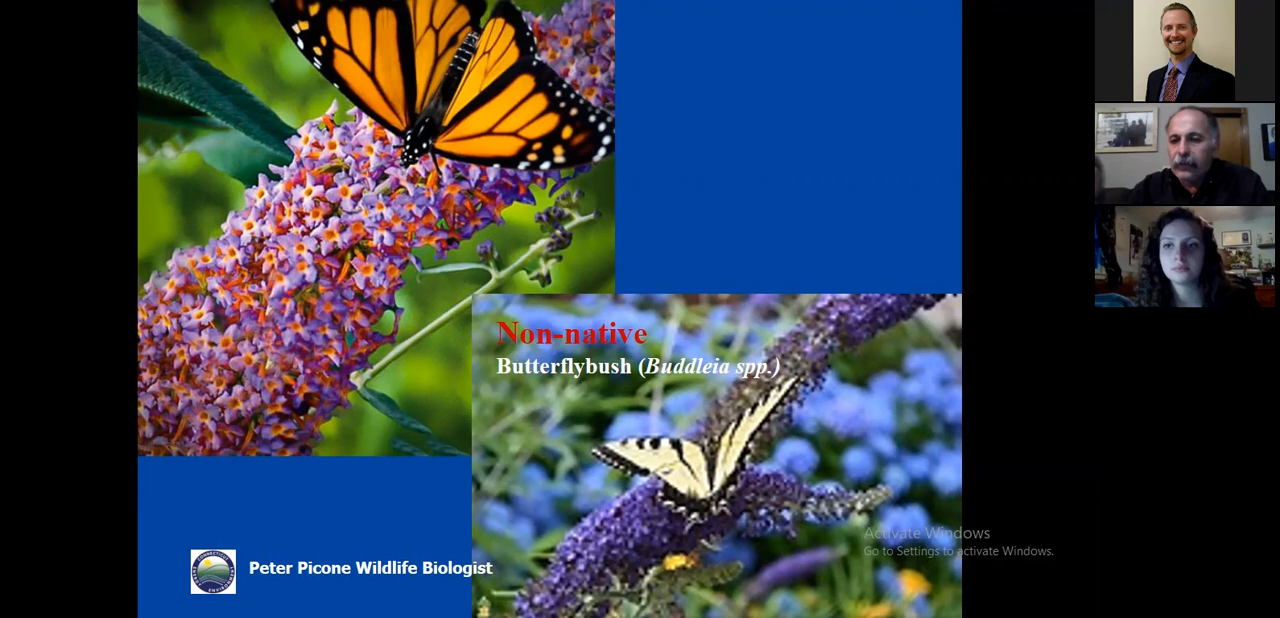 Non-native
Butterflybush (Buddleia spp.)
Activate Windows
Go to Settings to activate Windows.
Peter Picone Wildlife Biologist